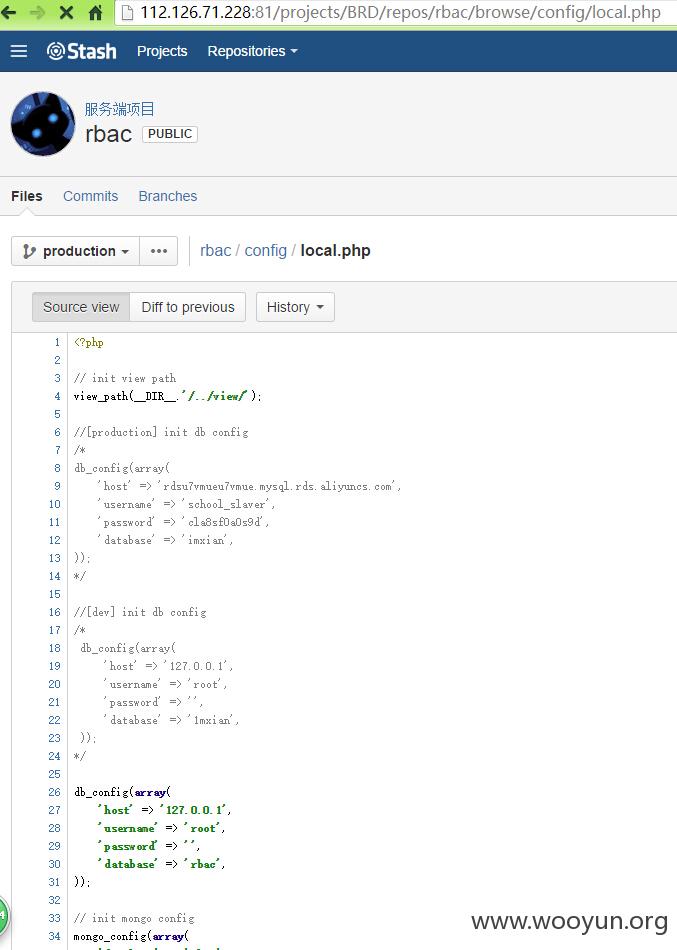 112.126.71.228:81/projects/BRD/repos/rbac/browse/config/local.php
Stash Projects Repositories
服务端项目
rbac PUBLIC
Files Commits Branches
production ••• rbac / config / local.php
Source view Diff to previous History
1 <?php
2
3 // init view path
4 view_path(__DIR__.'/../view/');
5
6 //[production] init db config
7 /*
8 db_config(array(
9 'host' => 'rdsu7vmueu7vmue.mysql.rds.aliyuncs.com',
10 'username' => 'school_slaver',
11 'password' => 'cla8sf0a0s9d',
12 'database' => 'imxian',
13 ));
14 */
15
16 //[dev] init db config
17 /*
18 db_config(array(
19 'host' => '127.0.0.1',
20 'username' => 'root',
21 'password' => '',
22 'database' => '1mxian',
23 ));
24 */
25
26 db_config(array(
27 'host' => '127.0.0.1',
28 'username' => 'root',
29 'password' => '',
30 'database' => 'rbac',
31 ));
32
33 // init mongo config
34 mongo_config(array(
www.wooyun.org